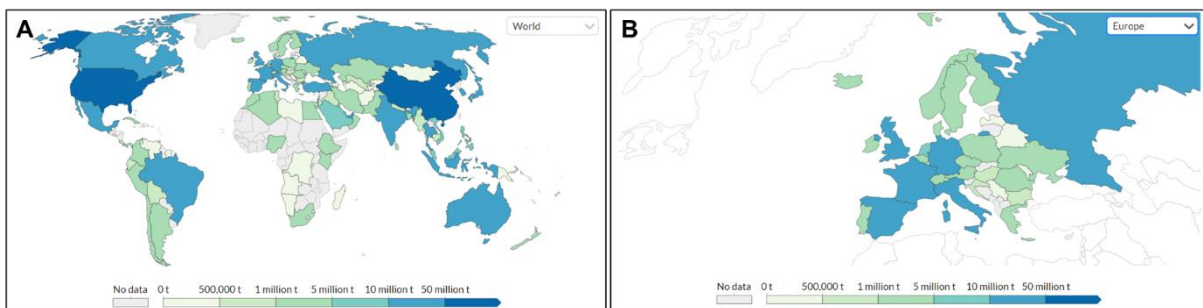 A
World
No data
0 t
500,000 t
1 million t
5 million t
10 million t
50 million t
B
Europe
No data
0 t
500,000 t
1 million t
5 million t
10 million t
50 million t